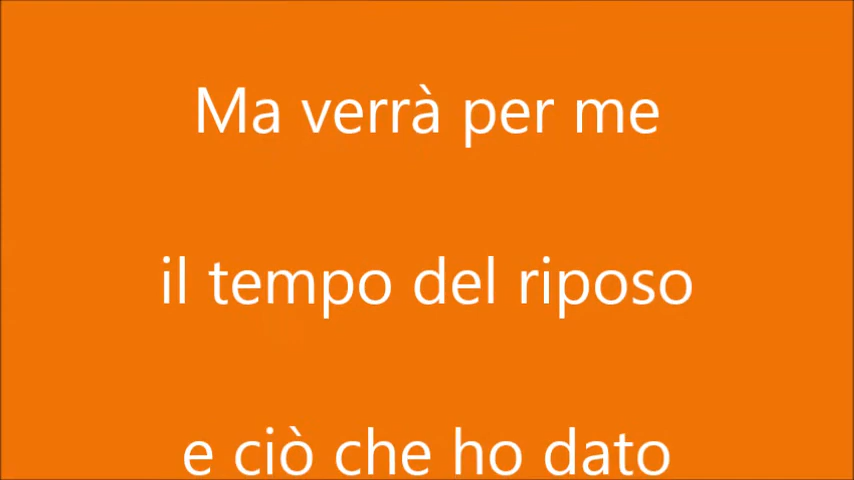 Ma verrà per me
il tempo del riposo
e ciò che ho dato